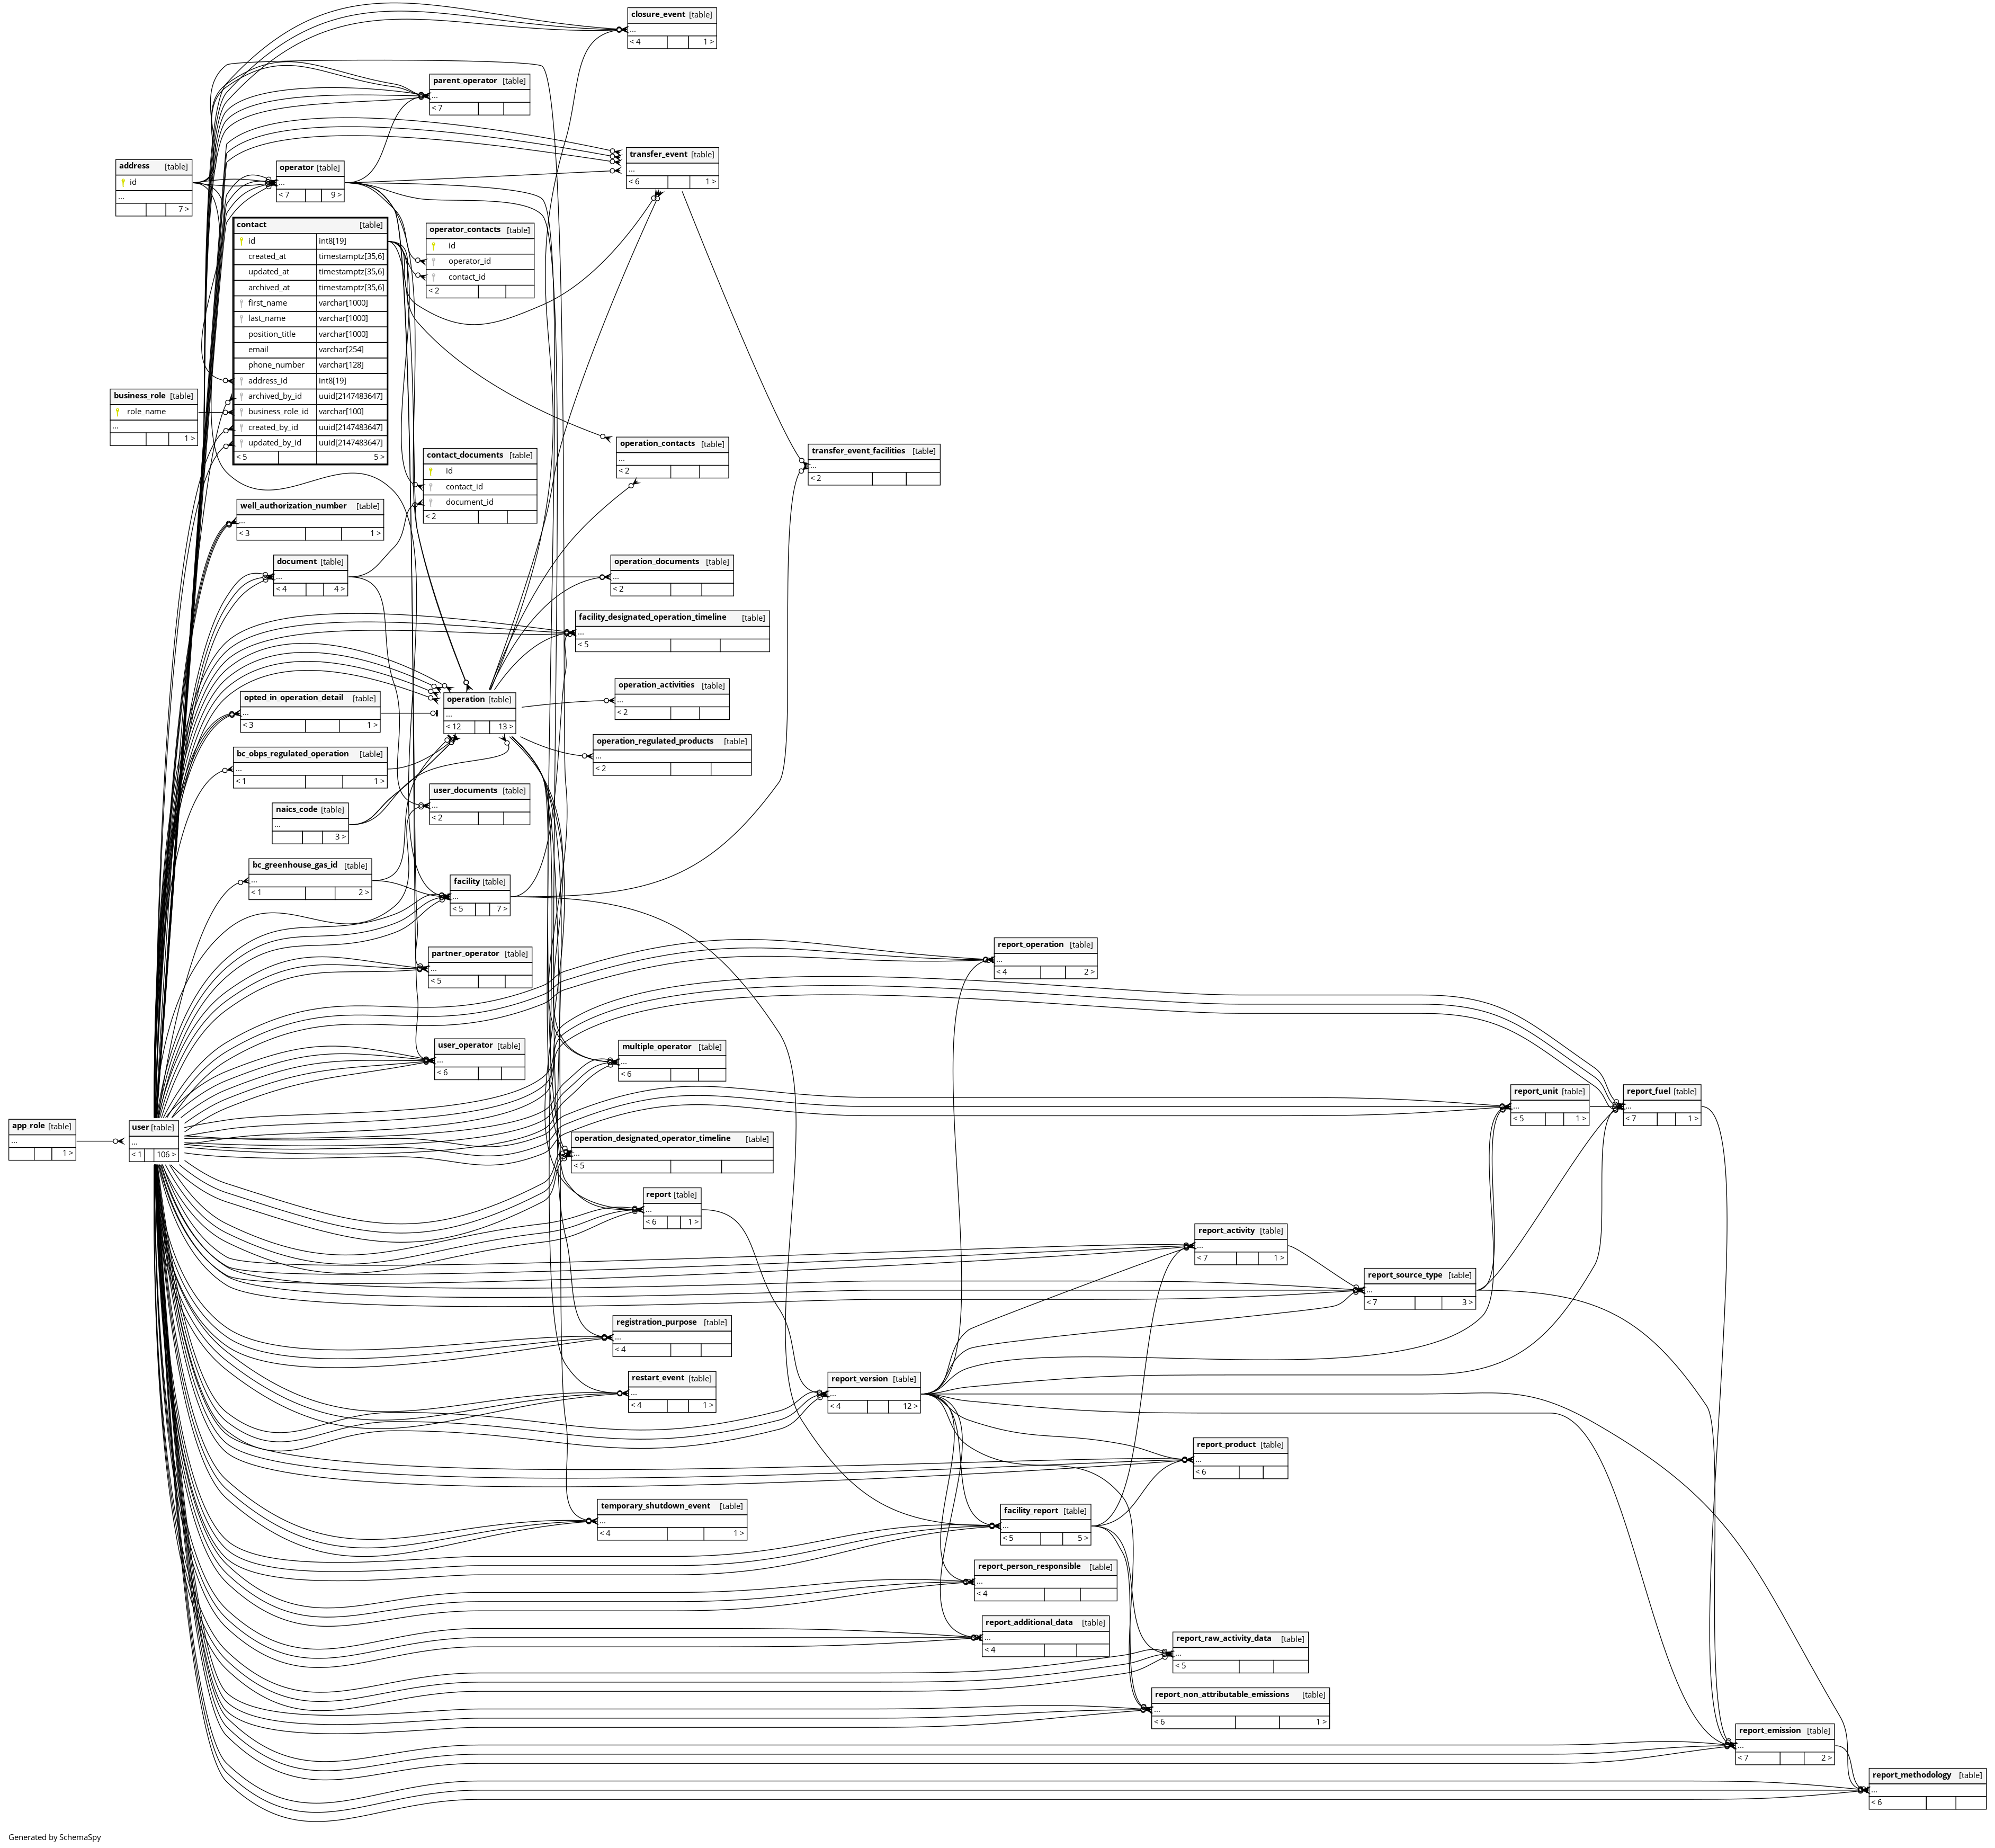 closure_event [table]
...
< 4 1 >
parent_operator [table]
...
< 7
transfer_event [table]
...
< 6 1 >
address [table]
id
...
7 >
operator [table]
...
< 7 9 >
contact [table]
id int8[19]
created_at timestamptz[35,6]
updated_at timestamptz[35,6]
archived_at timestamptz[35,6]
first_name varchar[1000]
last_name varchar[1000]
position_title varchar[1000]
email varchar[254]
phone_number varchar[128]
address_id int8[19]
archived_by_id uuid[2147483647]
business_role_id varchar[100]
created_by_id uuid[2147483647]
updated_by_id uuid[2147483647]
< 5 5 >
operator_contacts [table]
id
operator_id
contact_id
< 2
business_role [table]
role_name
...
1 >
operation_contacts [table]
...
< 2
transfer_event_facilities [table]
...
< 2
contact_documents [table]
id
contact_id
document_id
< 2
well_authorization_number [table]
...
< 3 1 >
document [table]
...
< 4 4 >
operation_documents [table]
...
< 2
facility_designated_operation_timeline [table]
...
< 5
operation_activities [table]
...
< 2
opted_in_operation_detail [table]
...
< 3 1 >
operation [table]
...
< 12 13 >
operation_regulated_products [table]
...
< 2
bc_obps_regulated_operation [table]
...
< 1 1 >
user_documents [table]
...
< 2
naics_code [table]
...
3 >
bc_greenhouse_gas_id [table]
...
< 1 2 >
facility [table]
...
< 5 7 >
report_operation [table]
...
< 4 2 >
partner_operator [table]
...
< 5
user_operator [table]
...
< 6
multiple_operator [table]
...
< 6
report_unit [table]
...
< 5 1 >
report_fuel [table]
...
< 7 1 >
app_role [table]
...
1 >
user [table]
...
< 1 106 >
operation_designated_operator_timeline [table]
...
< 5
report [table]
...
< 6 1 >
report_activity [table]
...
< 7 1 >
report_source_type [table]
...
< 7 3 >
registration_purpose [table]
...
< 4
restart_event [table]
...
< 4 1 >
report_version [table]
...
< 4 12 >
report_product [table]
...
< 6
temporary_shutdown_event [table]
...
< 4 1 >
facility_report [table]
...
< 5 5 >
report_person_responsible [table]
...
< 4
report_additional_data [table]
...
< 4
report_raw_activity_data [table]
...
< 5
report_non_attributable_emissions [table]
...
< 6 1 >
report_emission [table]
...
< 7 2 >
report_methodology [table]
...
< 6
Generated by SchemaSpy